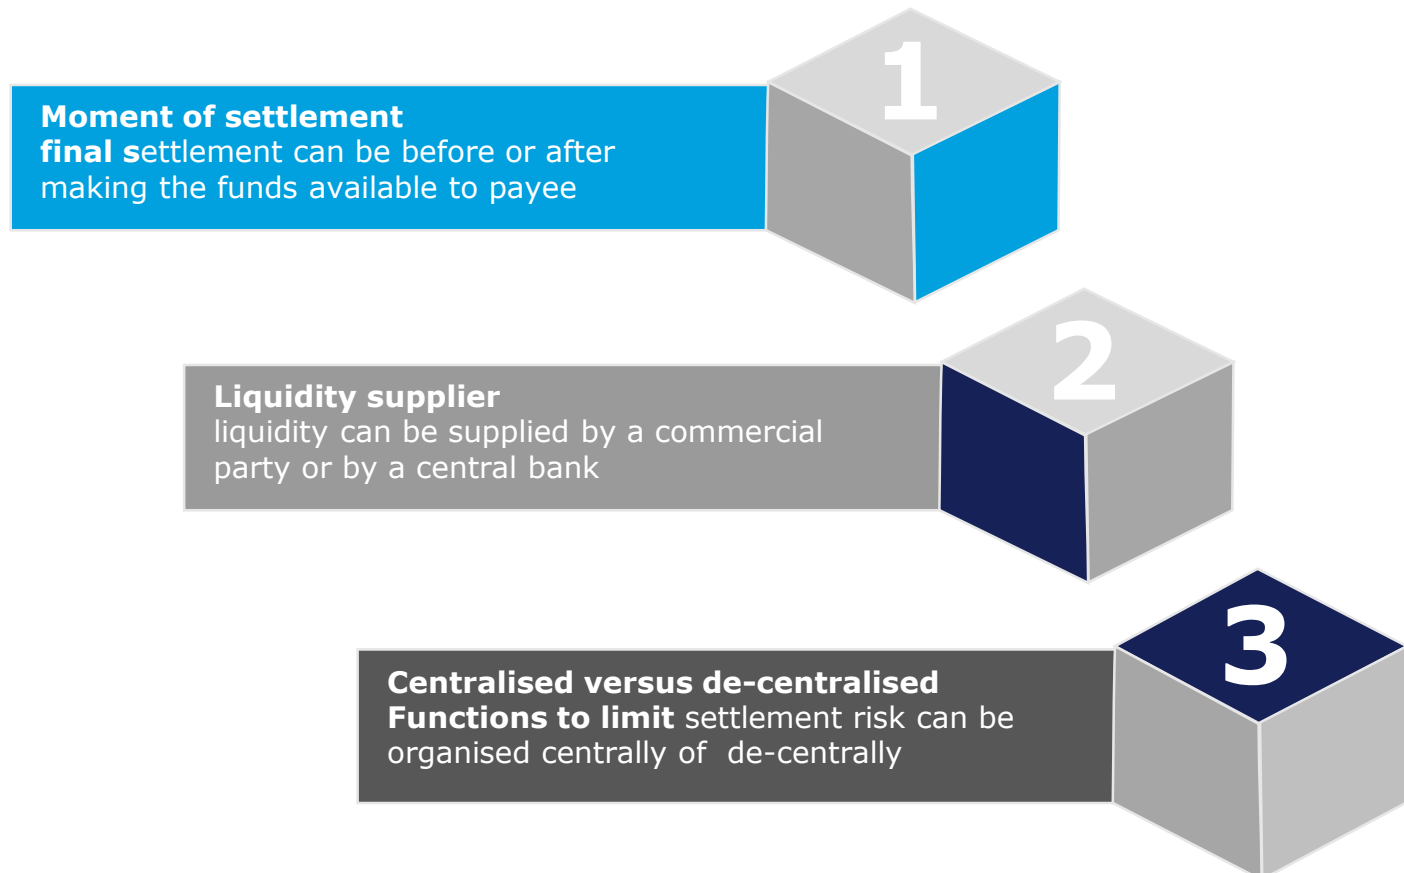 1
Moment of settlement
final settlement can be before or after
making the funds available to payee
2
Liquidity supplier
liquidity can be supplied by a commercial
party or by a central bank
3
Centralised versus de-centralised
Functions to limit settlement risk can be
organised centrally of  de-centrally